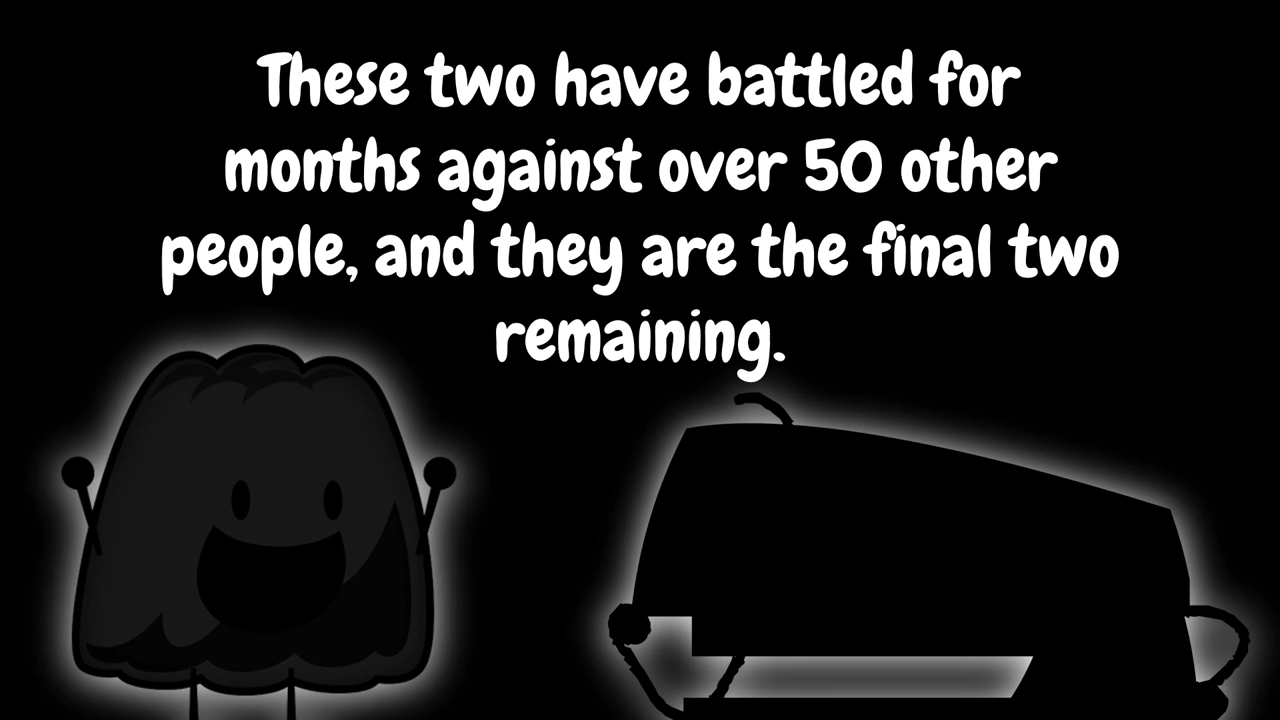 These two have battled for
months against over 50 other
people, and they are the final two
remaining.